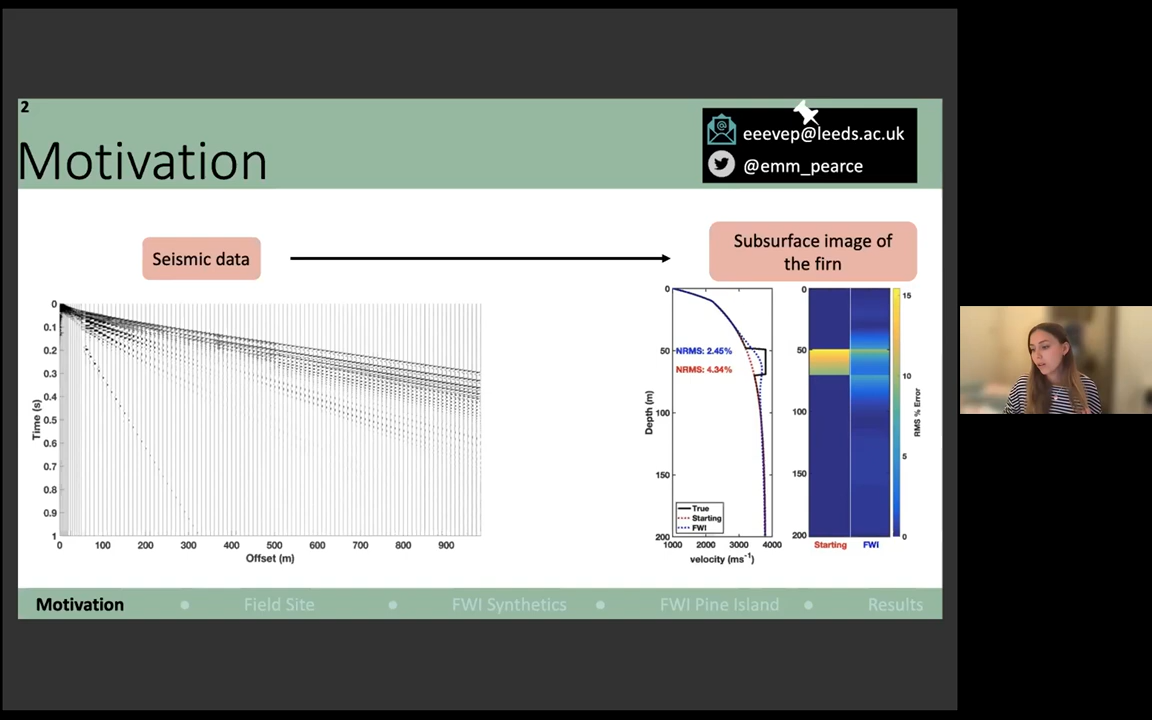 2
Motivation
eeevep@leeds.ac.uk
@emm_pearce
Seismic data
Subsurface image of
the firn
0
0.1
0.2
0.3
0.4
0.5
0.6
0.7
0.8
0.9
1
Time (s)
0 100 200 300 400 500 600 700 800 900
Offset (m)
0
50
100
150
200
Depth (m)
NRMS: 2.45%
NRMS: 4.34%
True
Starting
FWI
1000 2000 3000 4000
velocity (ms-1)
0
50
100
150
200
Starting FWI
15
10
5
0
RMS % Error
Motivation • Field Site • FWI Synthetics • FWI Pine Island • Results